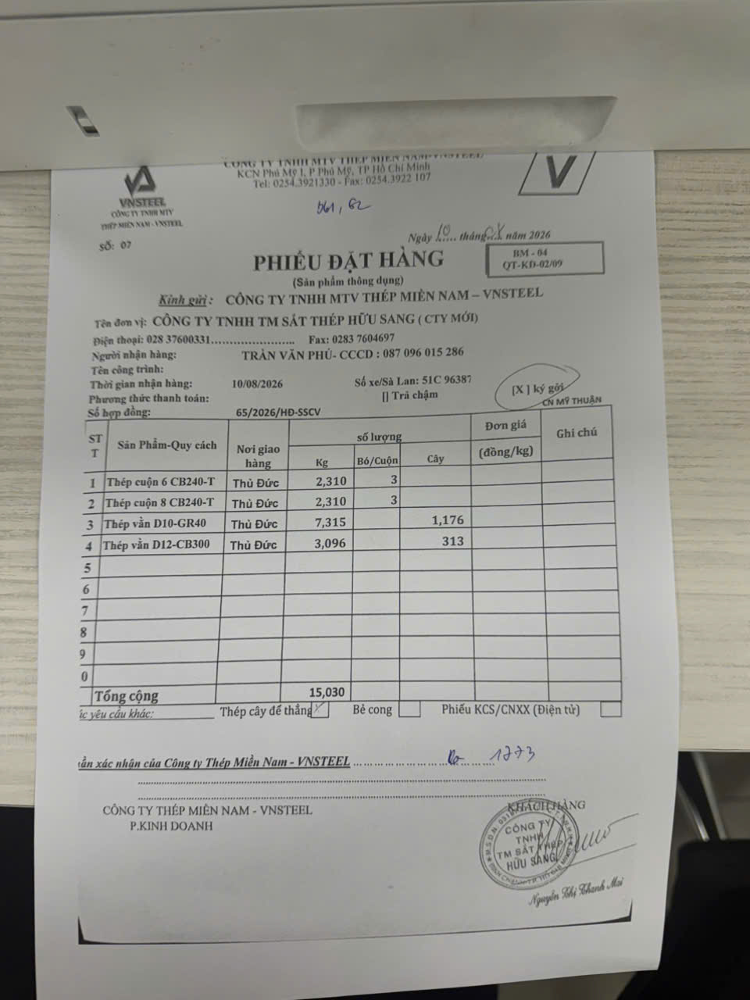 CÔNG TY TNHH MTV THÉP MIỀN NAM-VNSTEEL
KCN Phú Mỹ I, P Phú Mỹ, TP Hồ Chí Minh
Tel: 0254.3921330 - Fax: 0254.3922 107
V
VNSTEEL
CÔNG TY TNHH MTV
THÉP MIỀN NAM - VNSTEEL
Số: 07
Ngày 10 tháng năm 2026
PHIẾU ĐẶT HÀNG
(Sản phẩm thông dụng)
BM - 04
QT-KD-02/09
Kính gửi: CÔNG TY TNHH MTV THÉP MIỀN NAM – VNSTEEL
Tên đơn vị: CÔNG TY TNHH TM SẮT THÉP HỮU SANG ( CTY MỚI)
Điện thoại: 028 37600331...................... Fax: 0283 7604697
Người nhận hàng: TRẦN VĂN PHÚ- CCCD : 087 096 015 286
Tên công trình:
Thời gian nhận hàng: 10/08/2026 Số xe/Sà Lan: 51C 96387
Phương thức thanh toán: [] Trả chậm [X ] ký gởi
CN MỸ THUẬN
Số hợp đồng: 65/2026/HĐ-SSCV
STT Sản Phẩm-Quy cách Nơi giao hàng số lượng Đơn giá Ghi chú
Kg Bó/Cuộn Cây (đồng/kg)
1 Thép cuộn 6 CB240-T Thủ Đức 2,310 3
2 Thép cuộn 8 CB240-T Thủ Đức 2,310 3
3 Thép vằn D10-GR40 Thủ Đức 7,315 1,176
4 Thép vằn D12-CB300 Thủ Đức 3,096 313
5
6
7
8
9
0
Tổng cộng 15,030
ác yêu cầu khác: Thép cây để thẳng X Bẻ cong Phiếu KCS/CNXX (Điện tử)
ần xác nhận của Công ty Thép Miền Nam - VNSTEEL 1773
CÔNG TY THÉP MIỀN NAM - VNSTEEL
P.KINH DOANH
KHÁCH HÀNG
CÔNG TY
TNHH
TM SẮT THÉP
HỮU SANG
Nguyễn Thị Thanh Mai